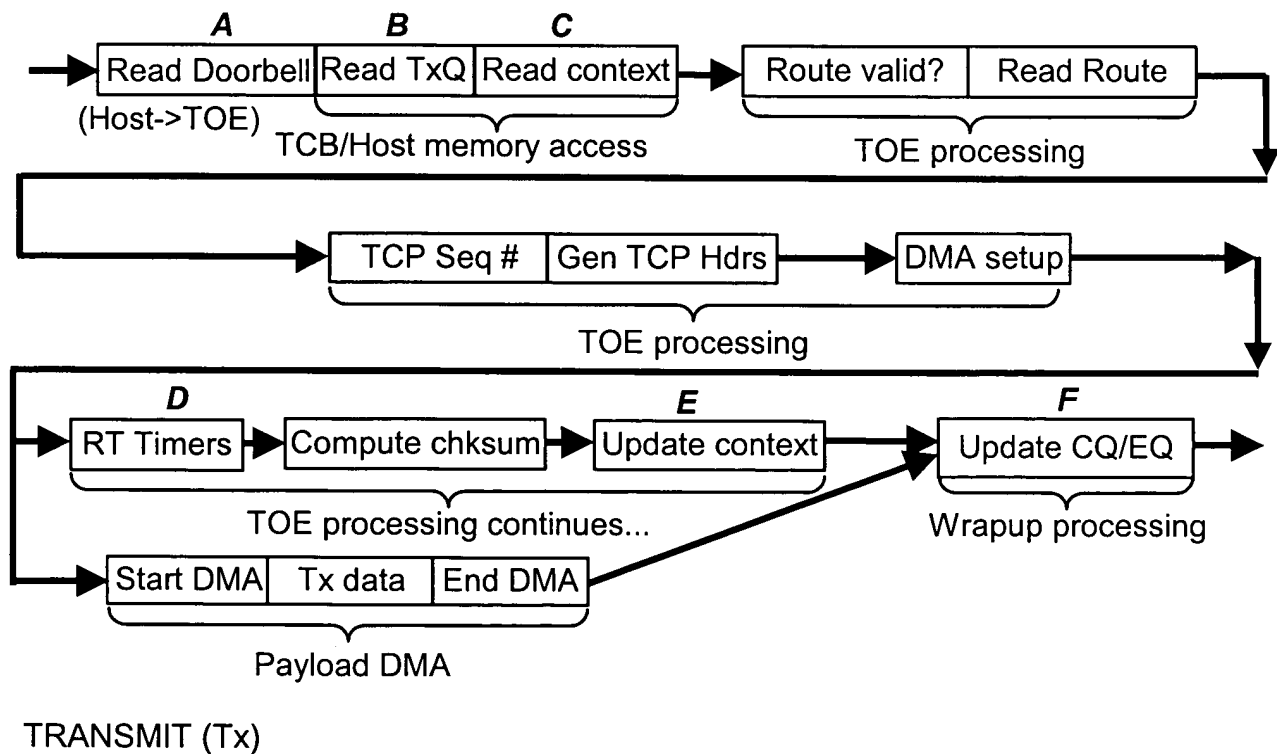 A B C
Read Doorbell Read TxQ Read context Route valid? Read Route
(Host->TOE)
TCB/Host memory access TOE processing
TCP Seq # Gen TCP Hdrs DMA setup
TOE processing
D E F
RT Timers Compute chksum Update context Update CQ/EQ
TOE processing continues... Wrapup processing
Start DMA Tx data End DMA
Payload DMA
TRANSMIT (Tx)